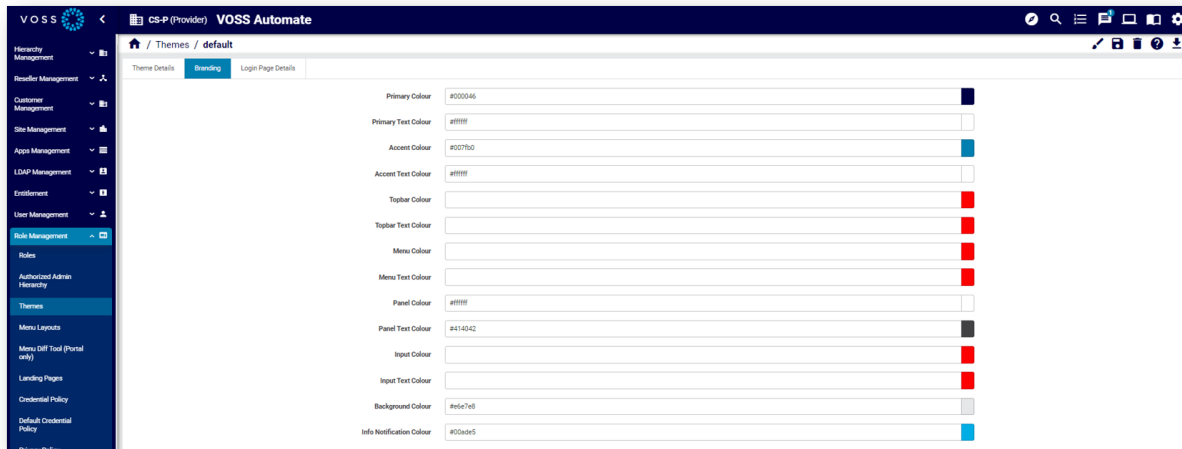 VOSS
CS-P (Provider) VOSS Automate
1
/ Themes / default
Hierarchy
Management
Reseller Management
Customer
Management
Site Management
Apps Management
LDAP Management
Entitlement
User Management
Role Management
Roles
Authorized Admin
Hierarchy
Themes
Menu Layouts
Menu Diff Tool (Portal
only)
Landing Pages
Credential Policy
Default Credential
Policy
Theme Details Branding Login Page Details
Primary Colour #000046
Primary Text Colour #ffffff
Accent Colour #007fb0
Accent Text Colour #ffffff
Topbar Colour
Topbar Text Colour
Menu Colour
Menu Text Colour
Panel Colour #ffffff
Panel Text Colour #414042
Input Colour
Input Text Colour
Background Colour #e6e7e8
Info Notification Colour #00ade5